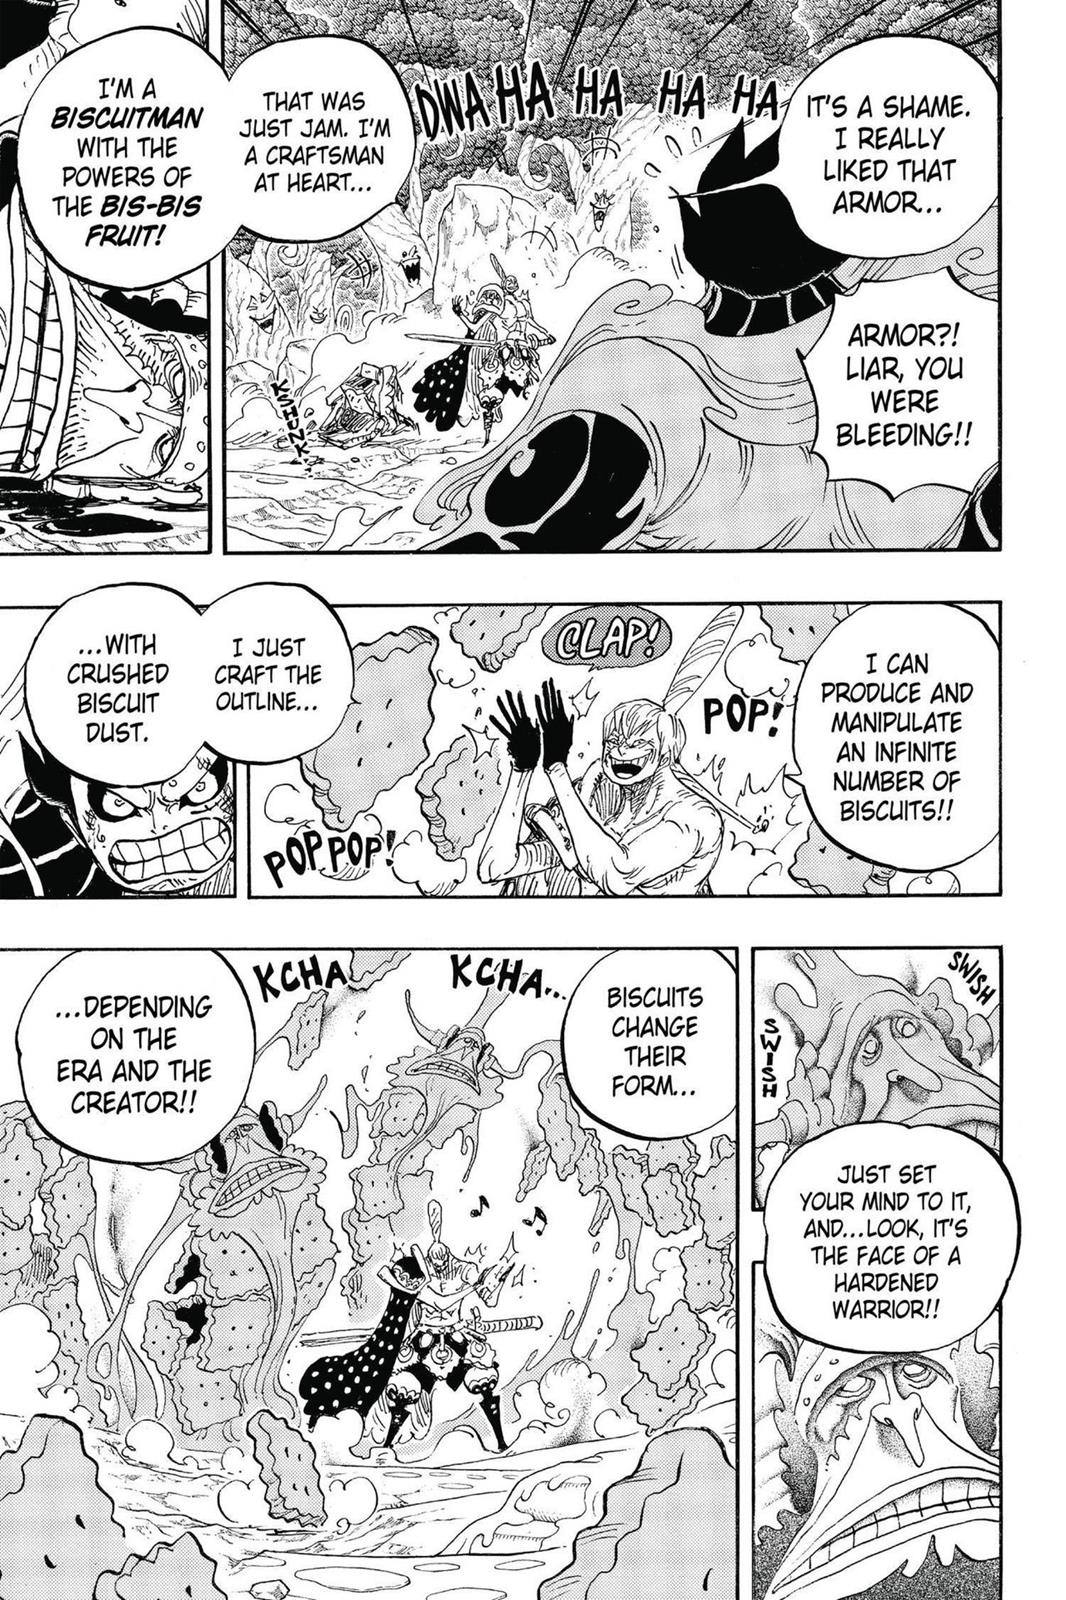 IT'S A SHAME.
I REALLY
LIKED THAT
ARMOR...
ARMOR?!
LIAR, YOU
WERE
BLEEDING!!
DWA HA HA HA HA
THAT WAS
JUST JAM. I'M
A CRAFTSMAN
AT HEART...
KSHUNK..
I'M A
BISCUITMAN
WITH THE
POWERS OF
THE BIS-BIS
FRUIT!
I CAN
PRODUCE AND
MANIPULATE
AN INFINITE
NUMBER OF
BISCUITS!!
CLAP!
POP!
POP POP!
I JUST
CRAFT THE
OUTLINE...
...WITH
CRUSHED
BISCUIT
DUST.
SWISH
SWISH
JUST SET
YOUR MIND TO IT,
AND...LOOK, IT'S
THE FACE OF A
HARDENED
WARRIOR!!
BISCUITS
CHANGE
THEIR
FORM...
KCHA...
KCHA
...DEPENDING
ON THE
ERA AND THE
CREATOR!!